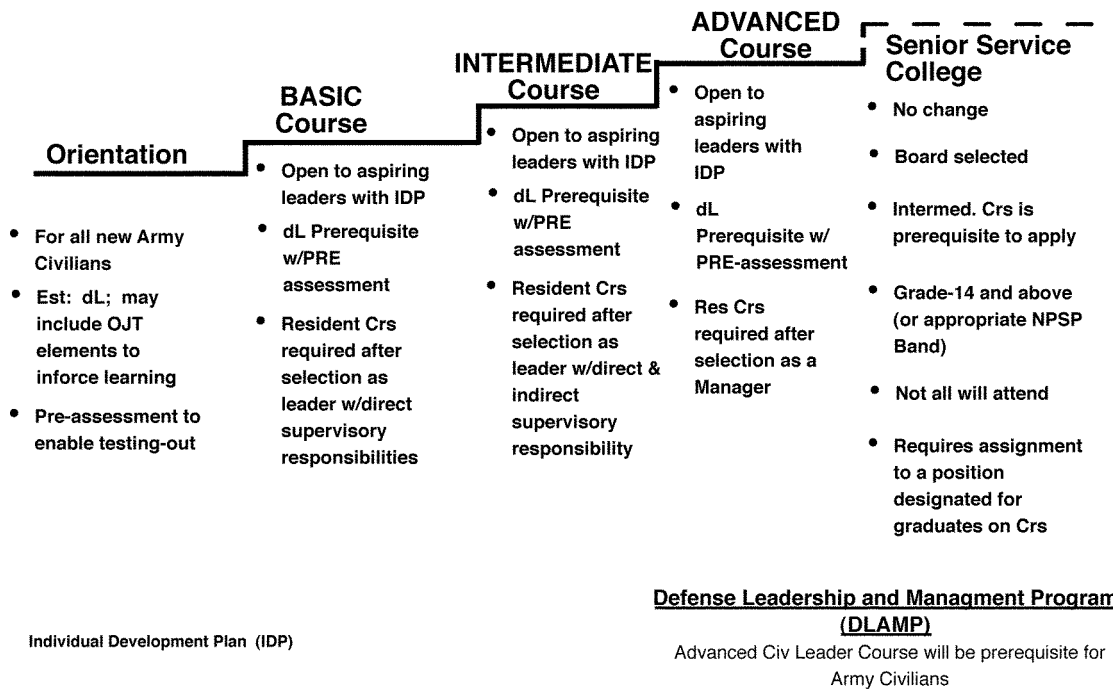 Orientation
• For all new Army
Civilians
• Est: dL; may
include OJT
elements to
inforce learning
• Pre-assessment to
enable testing-out
BASIC
Course
• Open to aspiring
leaders with IDP
• dL Prerequisite
w/PRE
assessment
• Resident Crs
required after
selection as
leader w/direct
supervisory
responsibilities
INTERMEDIATE
Course
• Open to aspiring
leaders with IDP
• dL Prerequisite
w/PRE
assessment
• Resident Crs
required after
selection as
leader w/direct &
indirect
supervisory
responsibility
ADVANCED
Course
• Open to
aspiring
leaders with
IDP
• dL
Prerequisite w/
PRE-assessment
• Res Crs
required after
selection as a
Manager
Senior Service
College
• No change
• Board selected
• Intermed. Crs is
prerequisite to apply
• Grade-14 and above
(or appropriate NPSP
Band)
• Not all will attend
• Requires assignment
to a position
designated for
graduates on Crs
Individual Development Plan (IDP)
Defense Leadership and Managment Program
(DLAMP)
Advanced Civ Leader Course will be prerequisite for
Army Civilians